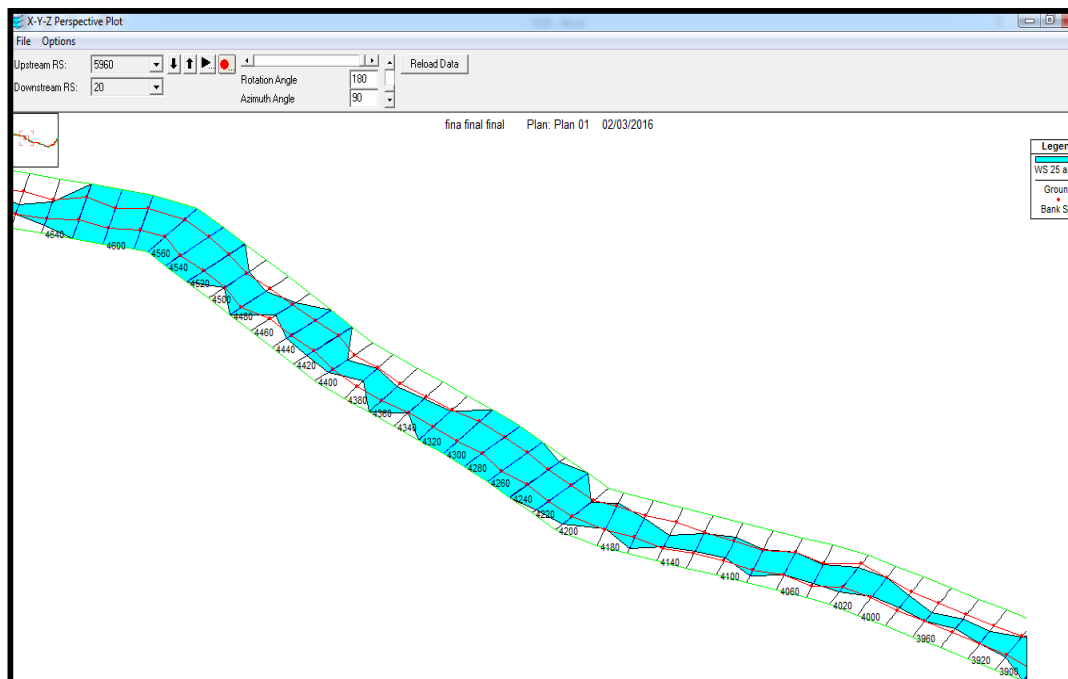 X-Y-Z Perspective Plot
File Options
Upstream RS: 5960
Downstream RS: 20
Rotation Angle 180
Azimuth Angle 90
Reload Data
fina final final Plan: Plan 01 02/03/2016
Legen
WS 25 a
Groun
Bank S
4640
4600
4560
4540
4520
4500
4480
4460
4440
4420
4400
4380
4360
4340
4320
4300
4280
4260
4240
4220
4200
4180
4140
4100
4060
4020
4000
3960
3920
3900